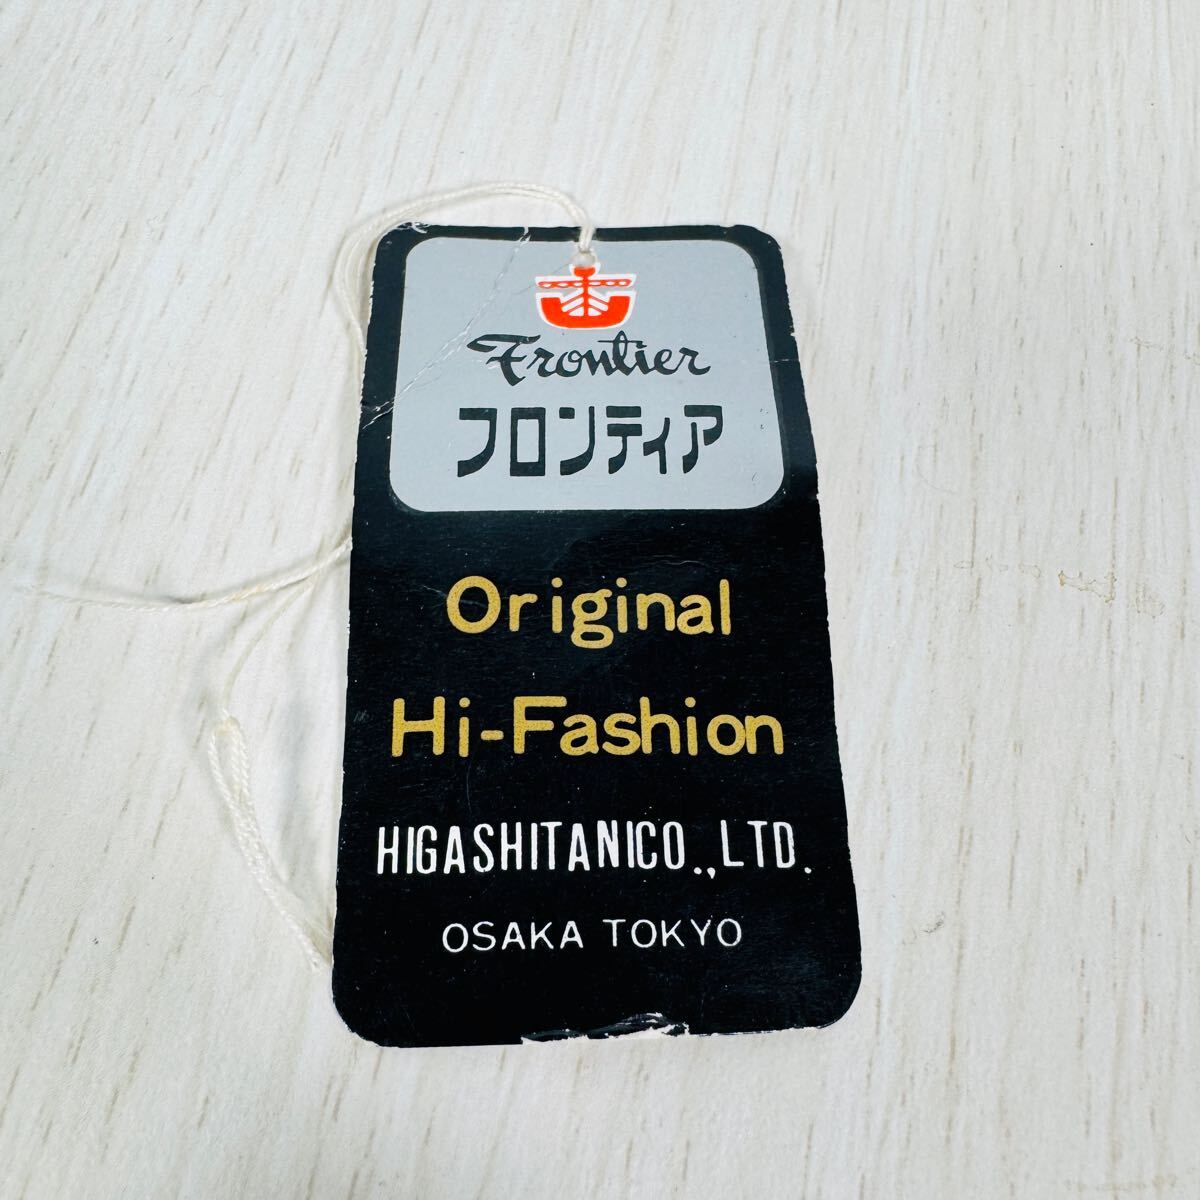 Frontier
フロンティア
Original
Hi-Fashion
HIGASHITANICO.,LTD.
OSAKA TOKYO